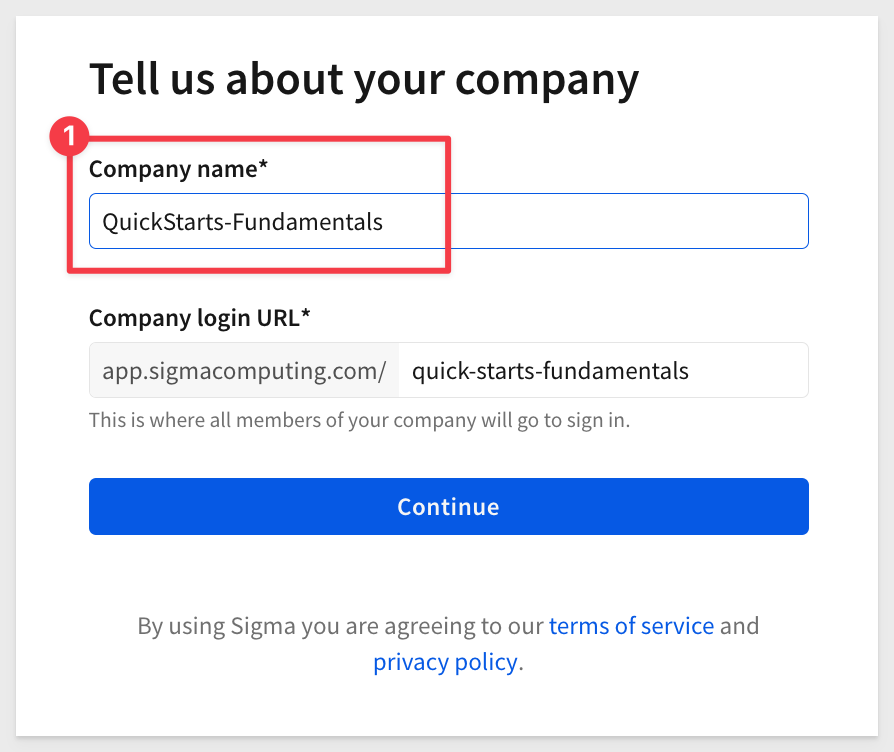 Tell us about your company
1
Company name*
QuickStarts-Fundamentals
Company login URL*
app.sigmacomputing.com/ quick-starts-fundamentals
This is where all members of your company will go to sign in.
Continue
By using Sigma you are agreeing to our terms of service and
privacy policy.